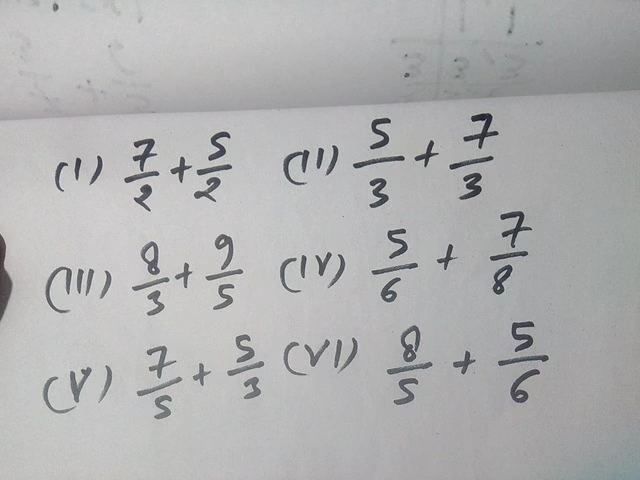 (I) 7/2 + 5/2 (II) 5/3 + 7/3
(III) 8/3 + 9/5 (IV) 5/6 + 7/8
(V) 7/5 + 5/3 (VI) 8/5 + 5/6